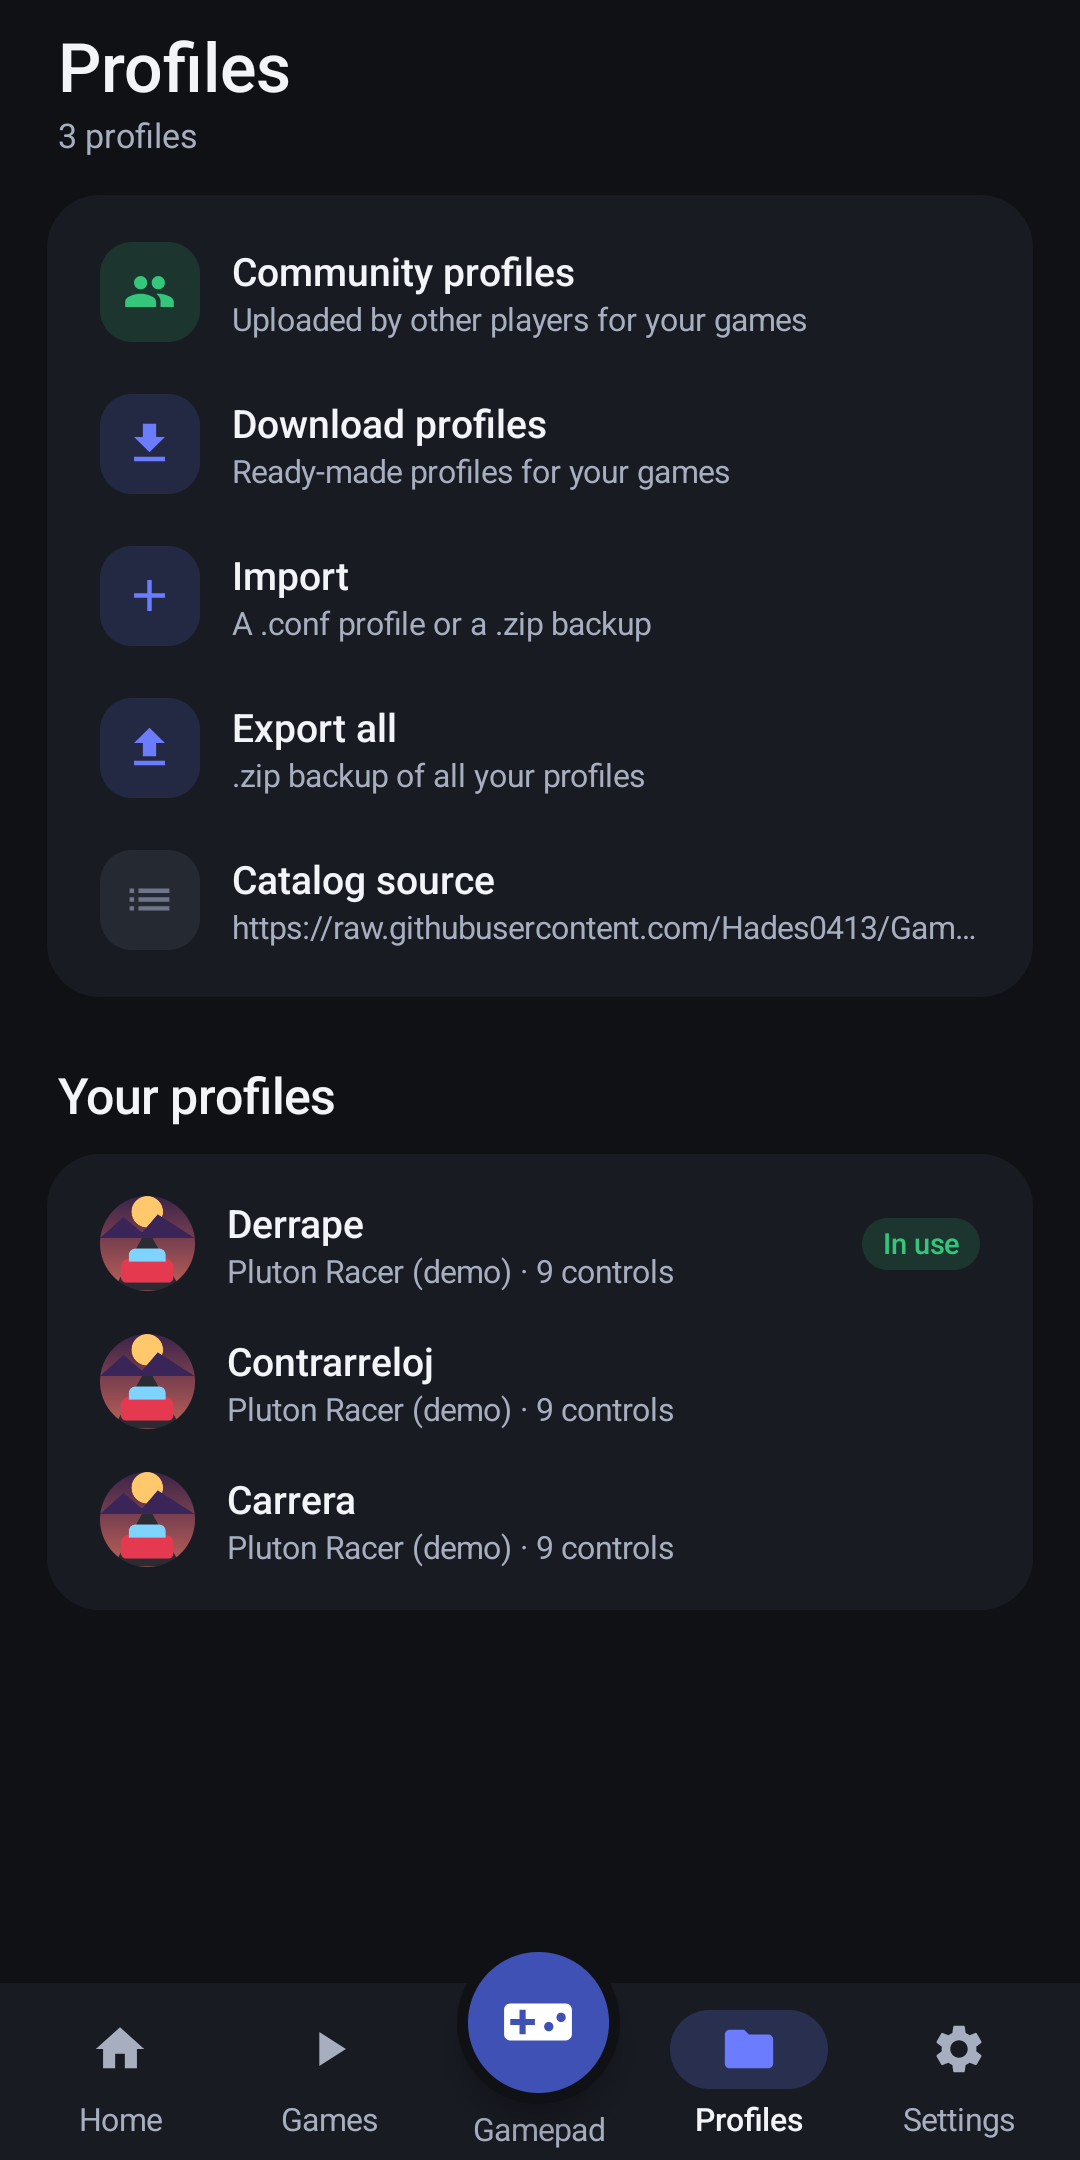 Profiles
3 profiles
Community profiles
Uploaded by other players for your games
Download profiles
Ready-made profiles for your games
Import
A .conf profile or a .zip backup
Export all
.zip backup of all your profiles
Catalog source
https://raw.githubusercontent.com/Hades0413/Gam…
Your profiles
Derrape
Pluton Racer (demo) · 9 controls
In use
Contrarreloj
Pluton Racer (demo) · 9 controls
Carrera
Pluton Racer (demo) · 9 controls
Home
Games
Gamepad
Profiles
Settings